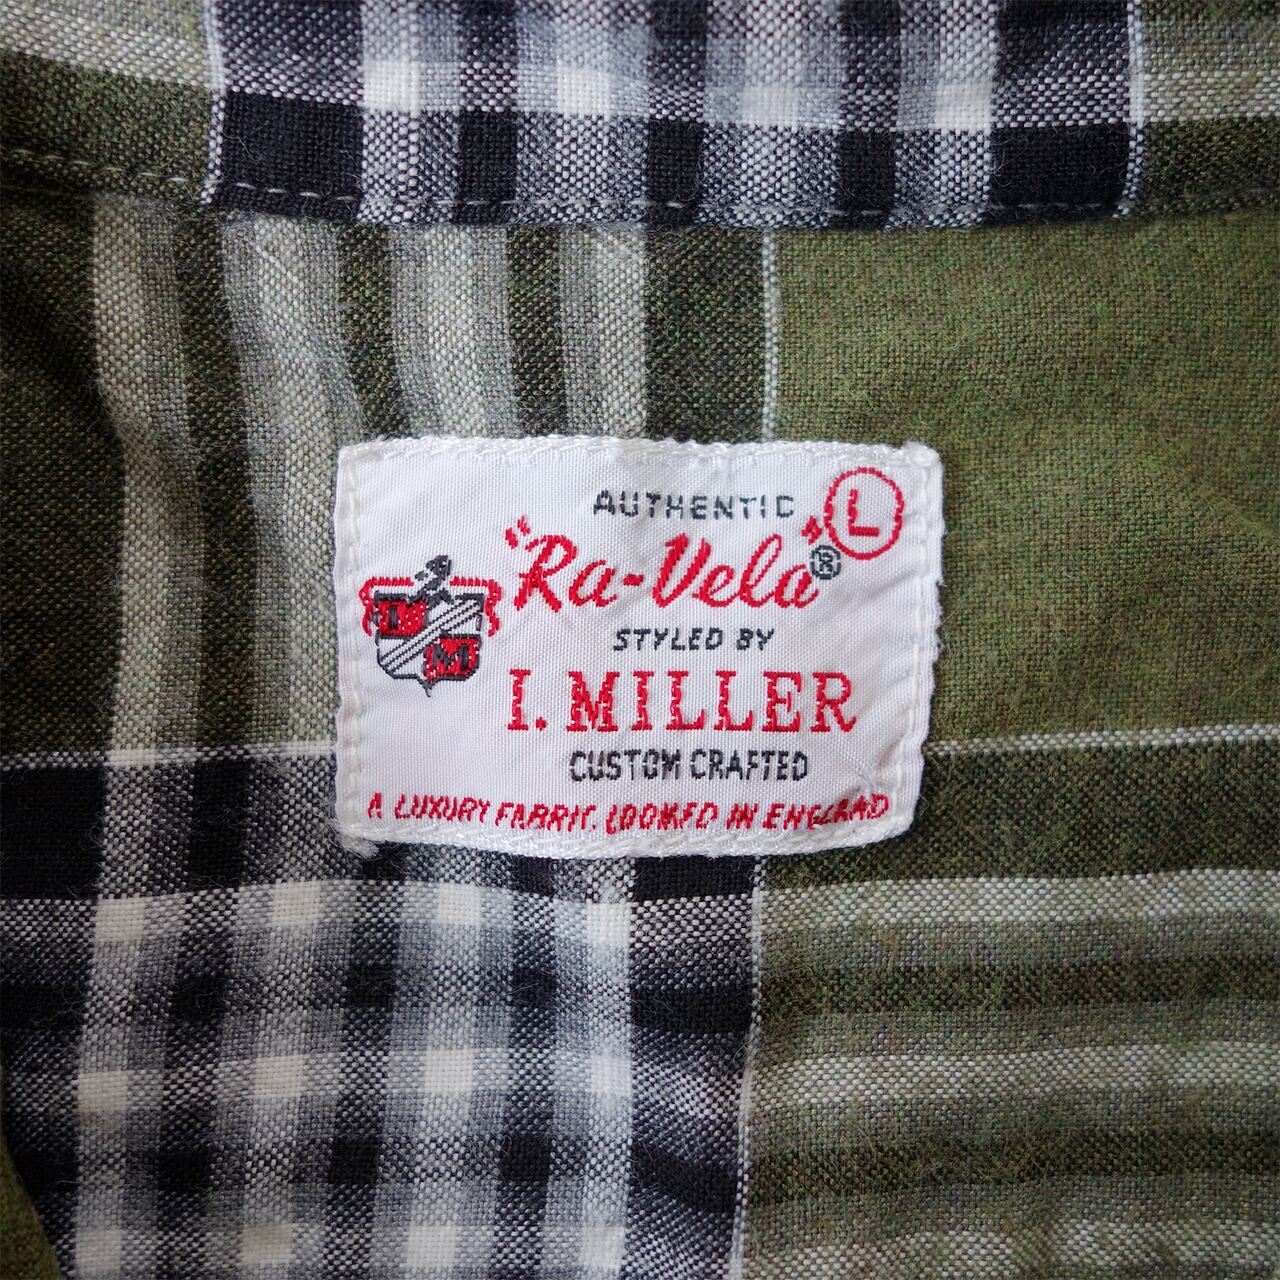 AUTHENTIC
L
"Ra-Vela"®
I M
STYLED BY
I. MILLER
CUSTOM CRAFTED
A LUXURY FABRIC. LOOMED IN ENGLAND